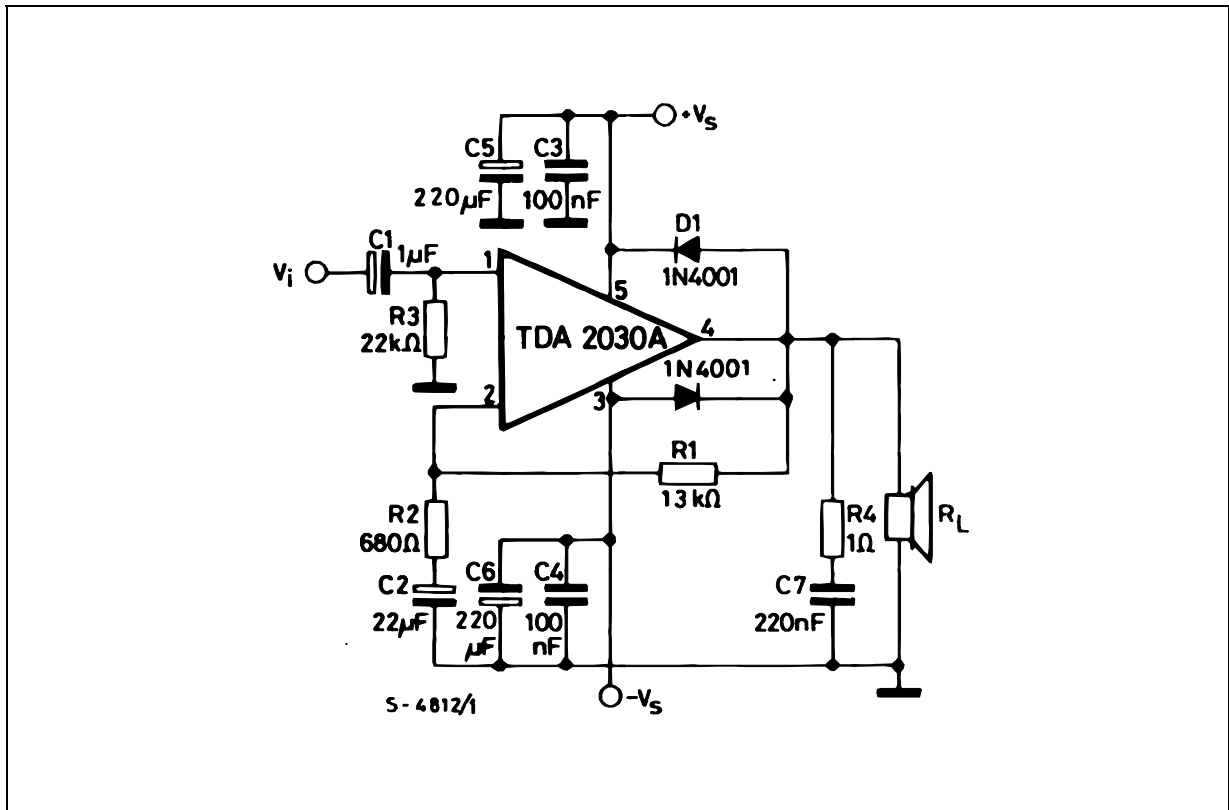 +Vs
C5
C3
220µF
100 nF
D1
C1
1µF
Vi
1
1N4001
5
R3
22kΩ
TDA 2030A
4
1N4001
2
3
R1
13kΩ
R2
680Ω
R4
1Ω
RL
C2
C6
C4
C7
22µF
220
µF
100
nF
220nF
S-4812/1
-Vs